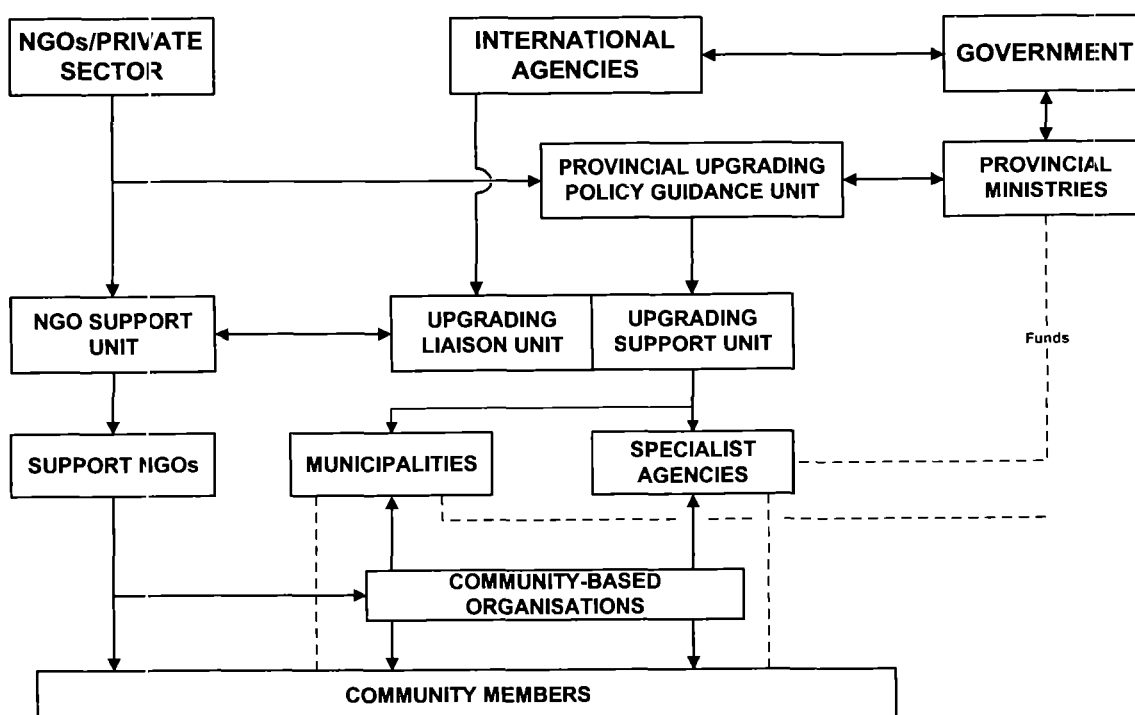 NGOs/PRIVATE
SECTOR
INTERNATIONAL
AGENCIES
GOVERNMENT
PROVINCIAL UPGRADING
POLICY GUIDANCE UNIT
PROVINCIAL
MINISTRIES
NGO SUPPORT
UNIT
UPGRADING
LIAISON UNIT
UPGRADING
SUPPORT UNIT
Funds
SUPPORT NGOs
MUNICIPALITIES
SPECIALIST
AGENCIES
COMMUNITY-BASED
ORGANISATIONS
COMMUNITY MEMBERS